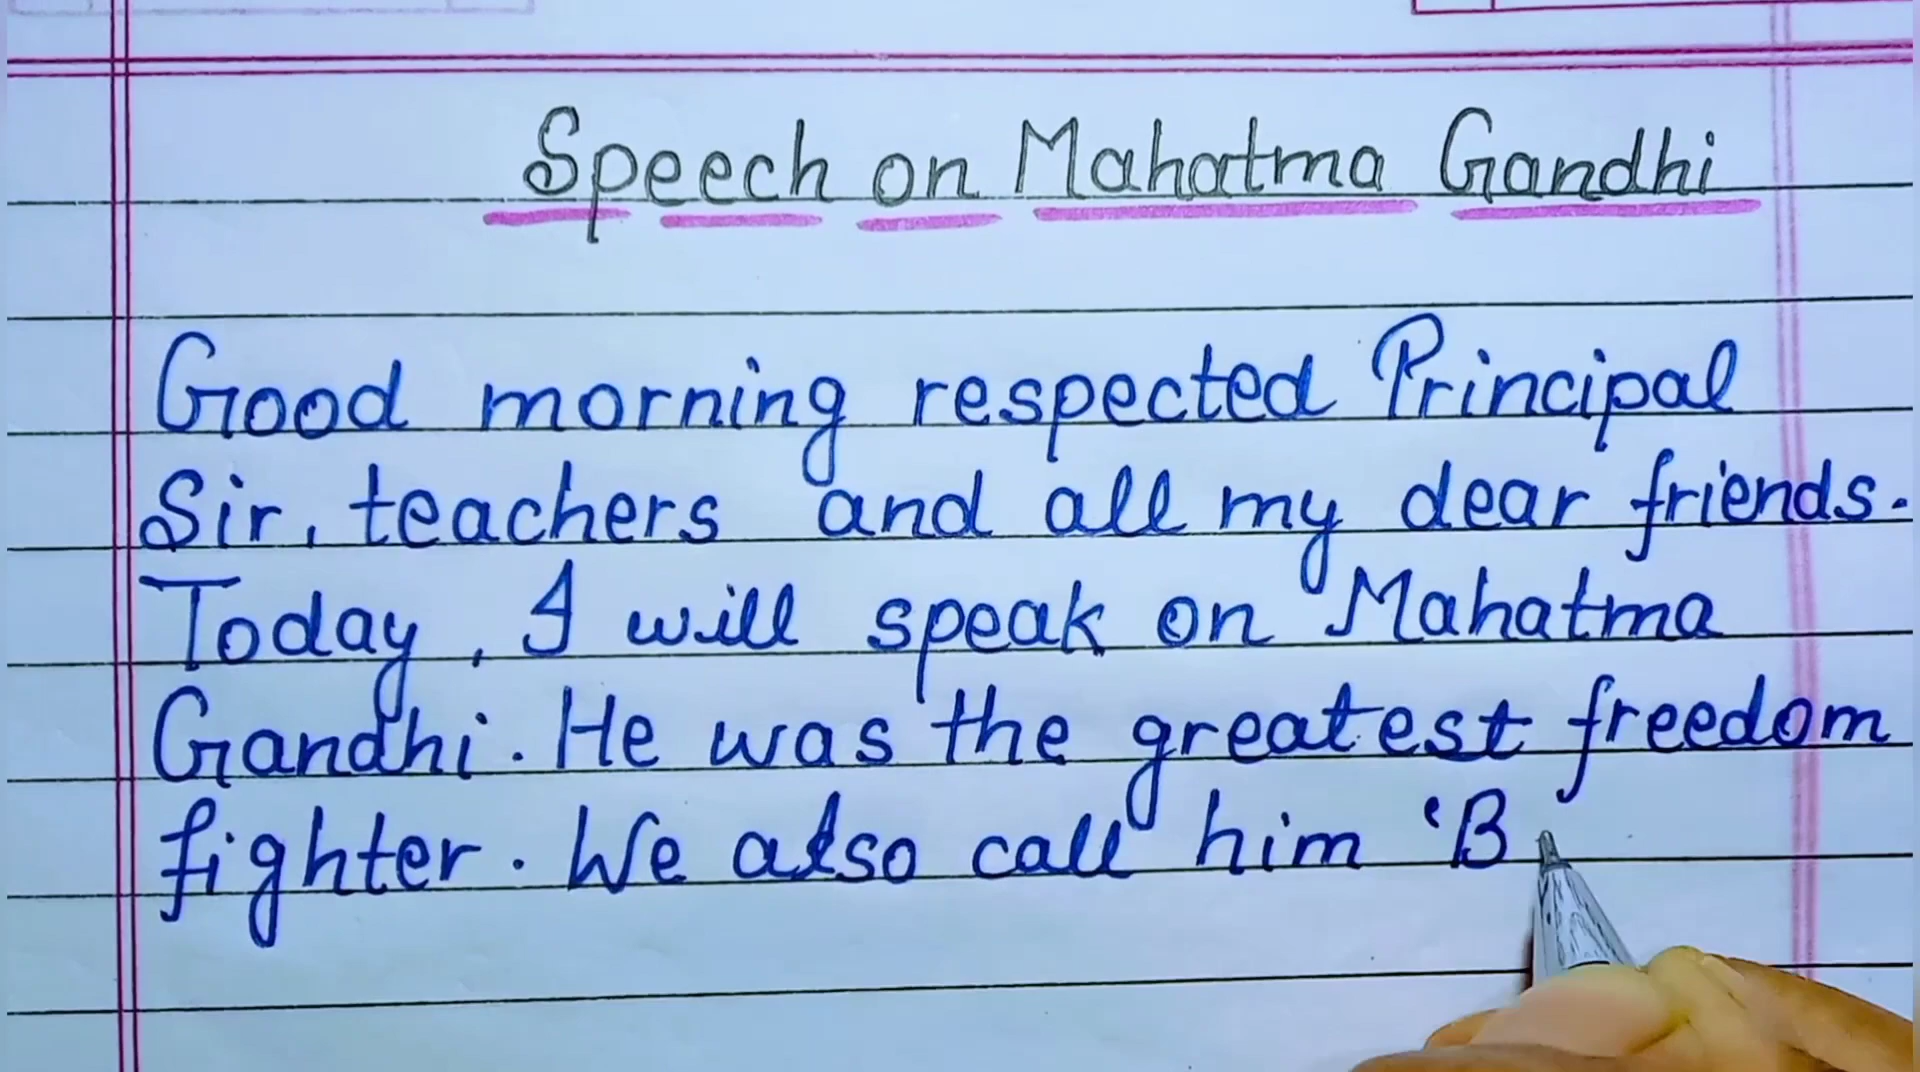 Speech on Mahatma Gandhi
Good morning respected Principal
Sir, teachers and all my dear friends.
Today, I will speak on Mahatma
Gandhi. He was the greatest freedom
fighter. We also call him 'B